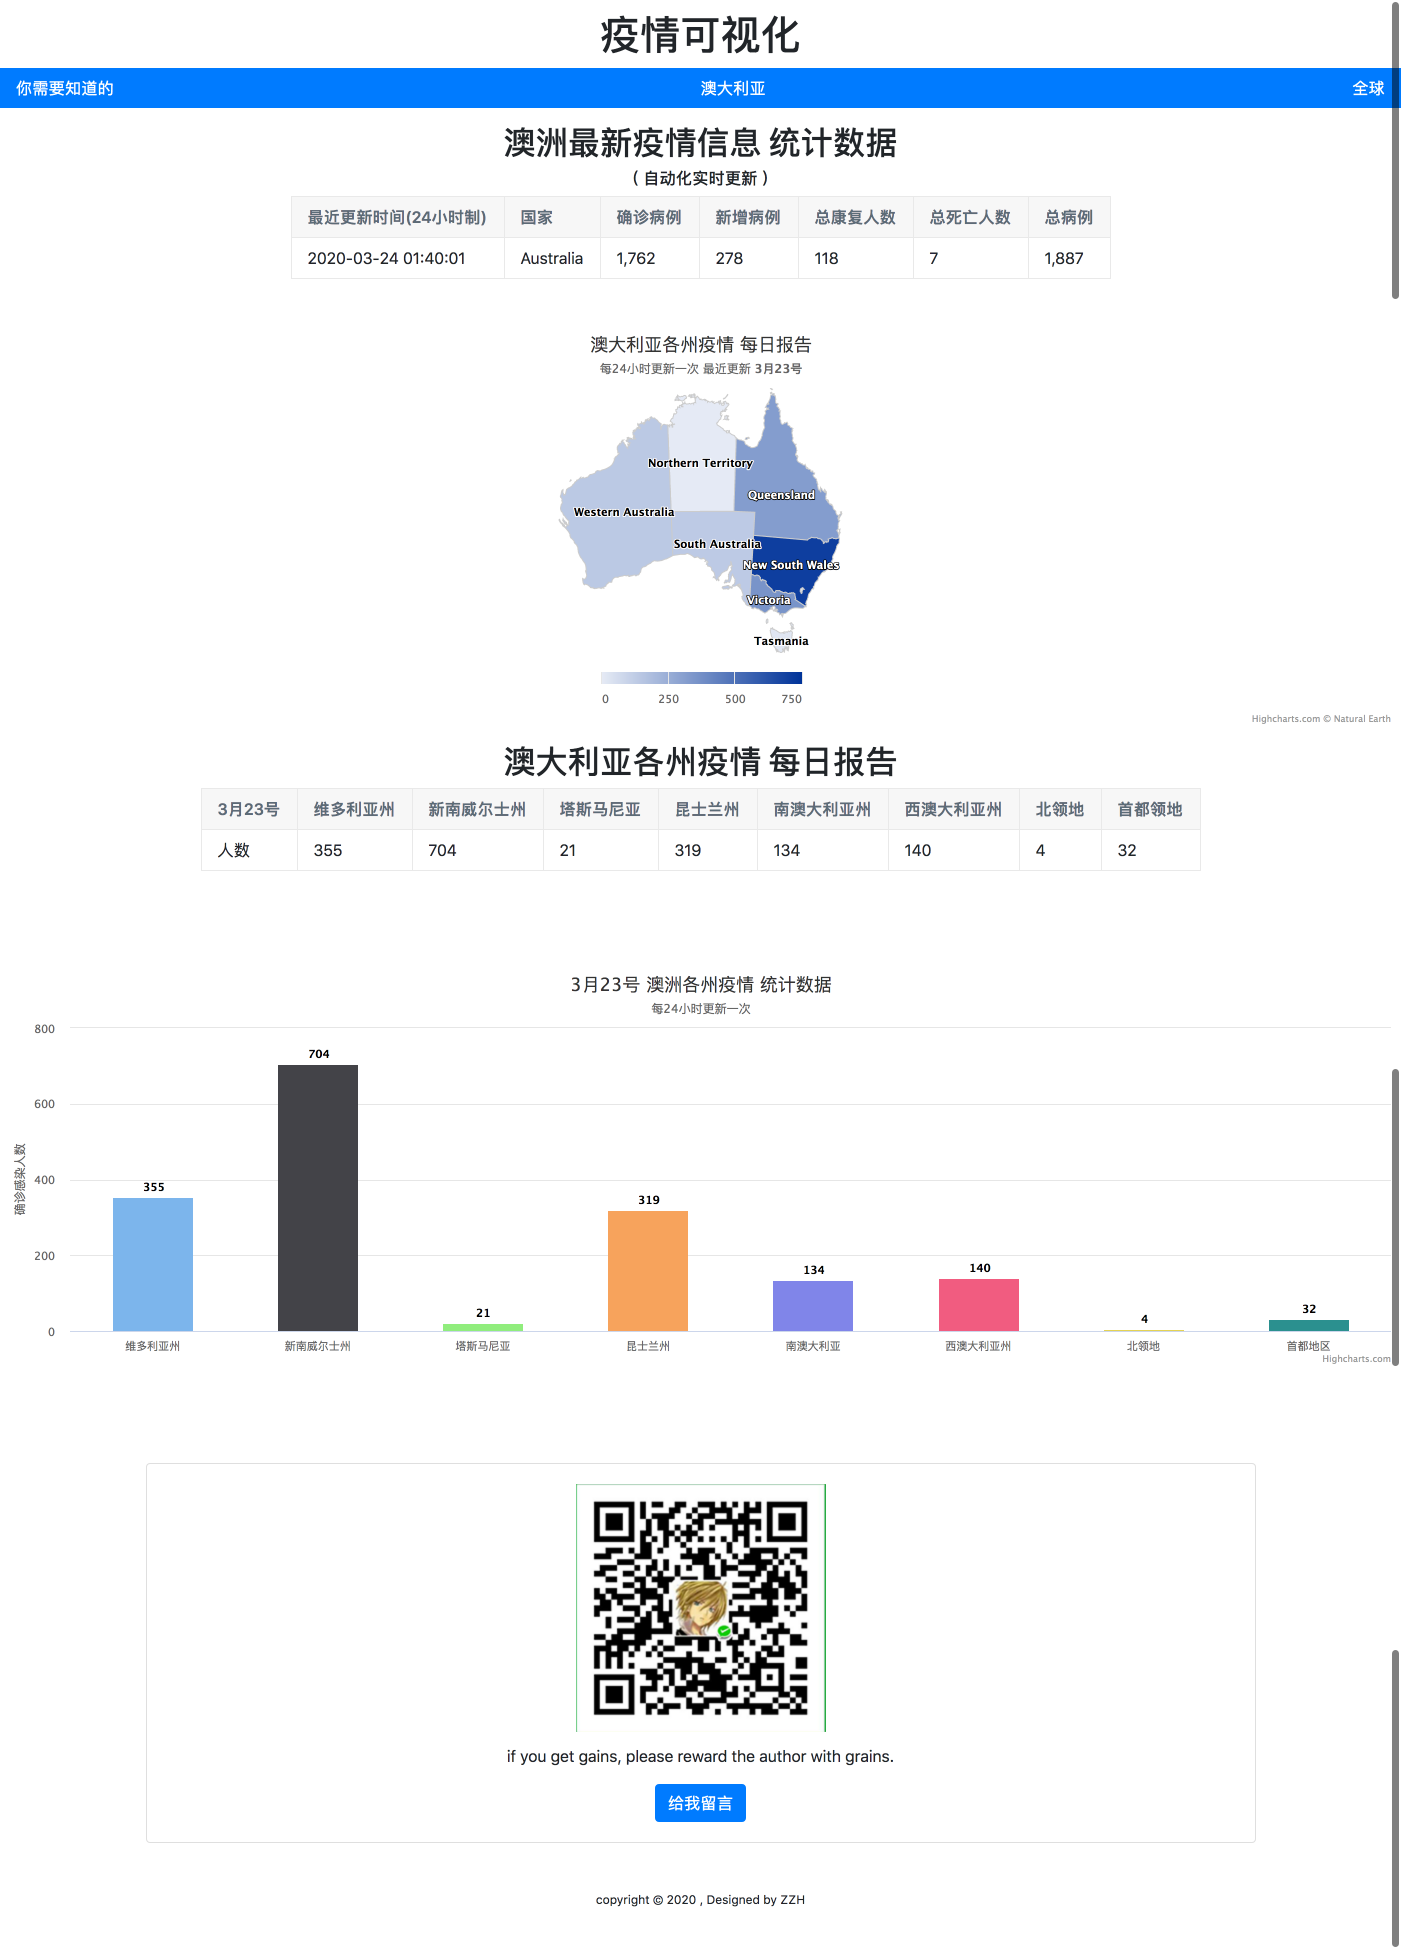 疫情可视化
你需要知道的 澳大利亚 全球
澳洲最新疫情信息 统计数据
( 自动化实时更新 )
最近更新时间(24小时制) 国家 确诊病例 新增病例 总康复人数 总死亡人数 总病例
2020-03-24 01:40:01 Australia 1,762 278 118 7 1,887
澳大利亚各州疫情 每日报告
每24小时更新一次 最近更新 3月23号
Northern Territory
Queensland
Western Australia
South Australia
New South Wales
Victoria
Tasmania
0 250 500 750
Highcharts.com © Natural Earth
澳大利亚各州疫情 每日报告
3月23号 维多利亚州 新南威尔士州 塔斯马尼亚 昆士兰州 南澳大利亚州 西澳大利亚州 北领地 首都领地
人数 355 704 21 319 134 140 4 32
3月23号 澳洲各州疫情 统计数据
每24小时更新一次
确诊感染人数
800
600
400
200
0
355 704 21 319 134 140 4 32
维多利亚州 新南威尔士州 塔斯马尼亚 昆士兰州 南澳大利亚 西澳大利亚州 北领地 首都地区
Highcharts.com
if you get gains, please reward the author with grains.
给我留言
copyright © 2020 , Designed by ZZH